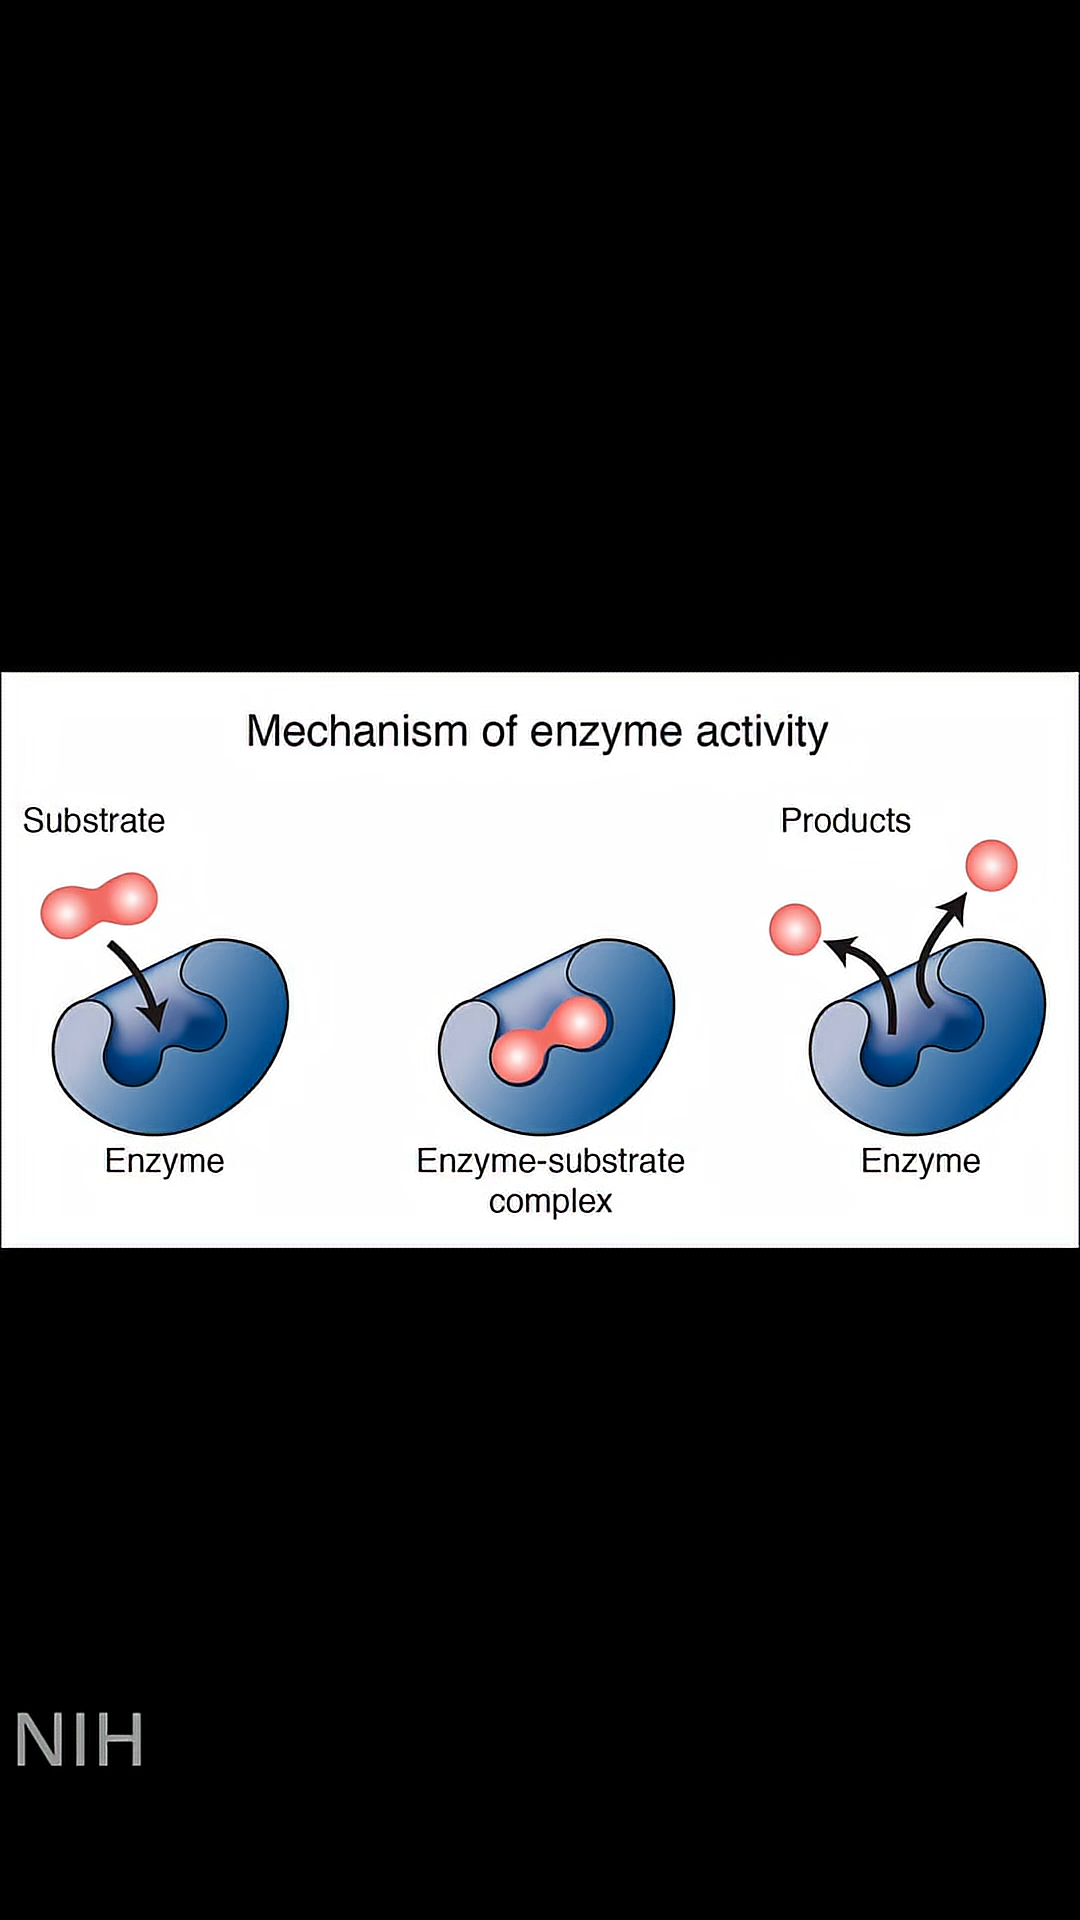 Mechanism of enzyme activity
Substrate
Products
Enzyme
Enzyme-substrate
complex
Enzyme
NIH